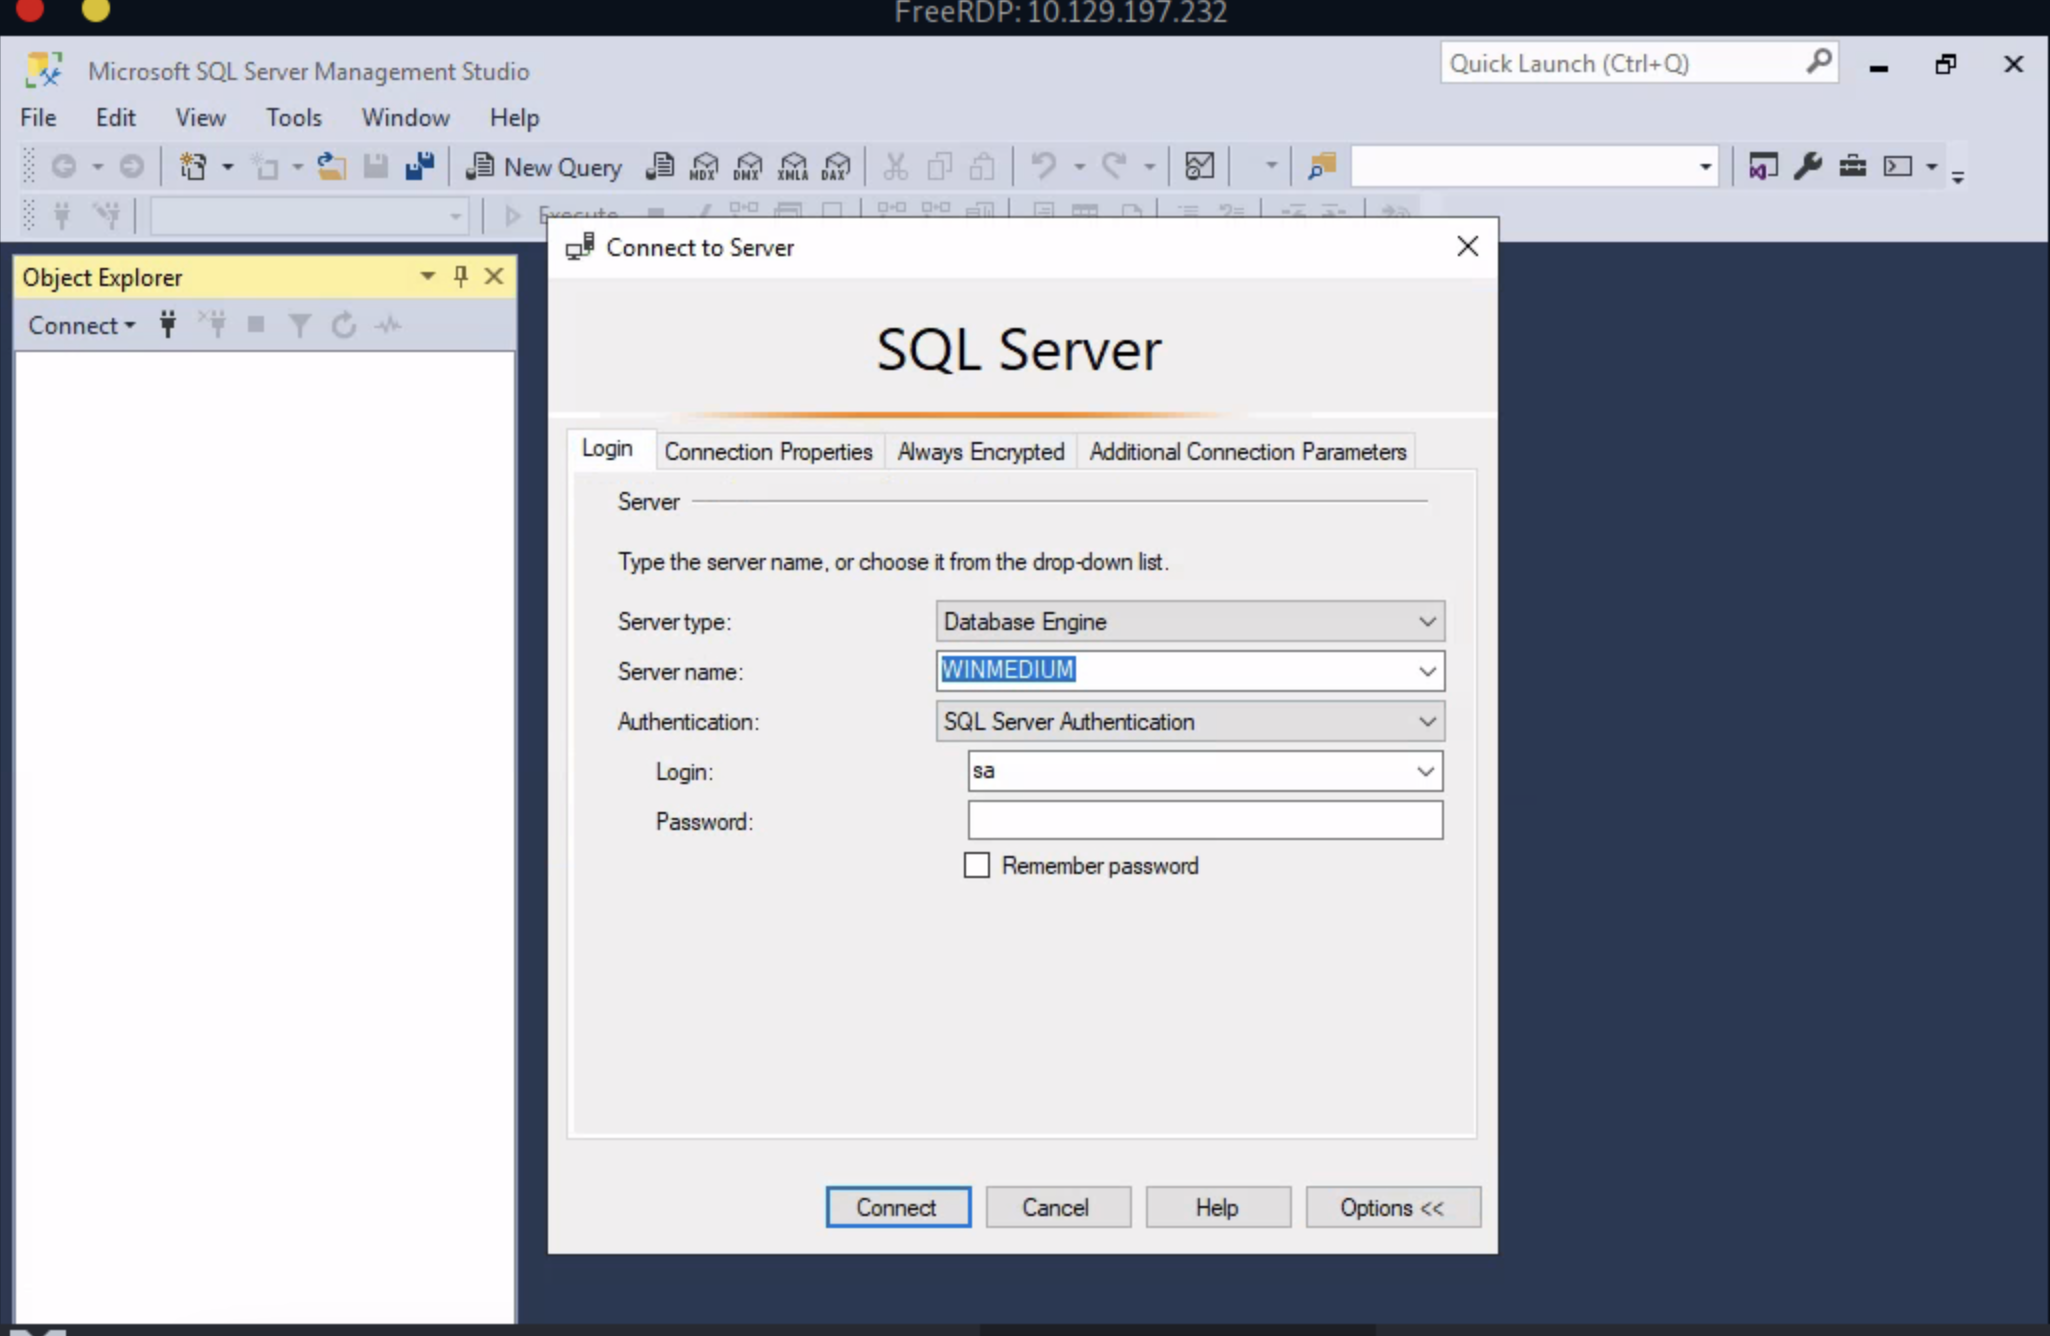 FreeRDP: 10.129.197.232
Microsoft SQL Server Management Studio
Quick Launch (Ctrl+Q)
File Edit View Tools Window Help
New Query
MDX DMX XMLA DAX
Execute
Object Explorer
Connect
Connect to Server
SQL Server
Login Connection Properties Always Encrypted Additional Connection Parameters
Server
Type the server name, or choose it from the drop-down list.
Server type: Database Engine
Server name: WINMEDIUM
Authentication: SQL Server Authentication
Login: sa
Password:
Remember password
Connect Cancel Help Options <<